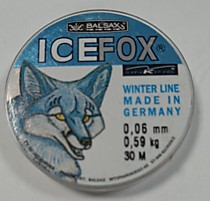 BALSAX
ICEFOX®
WINTER LINE
MADE IN
GERMANY
0,06 mm
0,59 kg
30 M